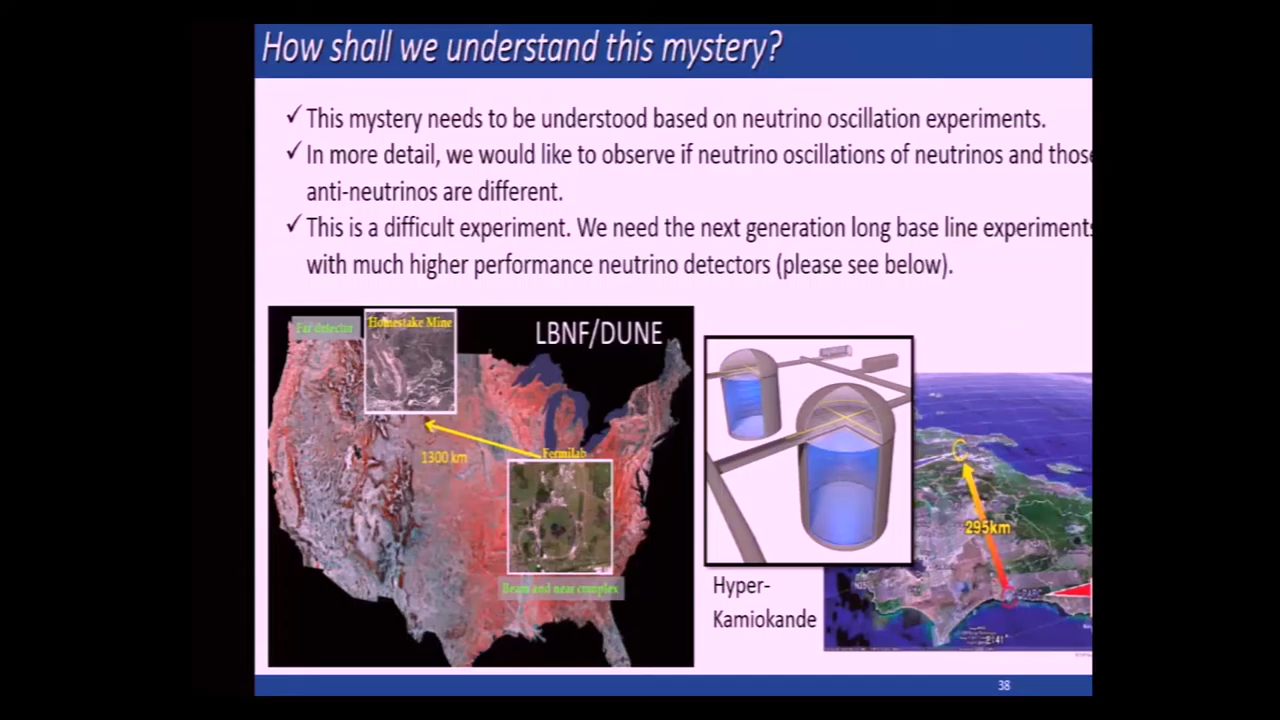 How shall we understand this mystery?
✓ This mystery needs to be understood based on neutrino oscillation experiments.
✓ In more detail, we would like to observe if neutrino oscillations of neutrinos and those
anti-neutrinos are different.
✓ This is a difficult experiment. We need the next generation long base line experiments
with much higher performance neutrino detectors (please see below).
Far detector
Homestake Mine
LBNF/DUNE
1300 km
Fermilab
Beam and near complex
295km
Hyper-
Kamiokande
38